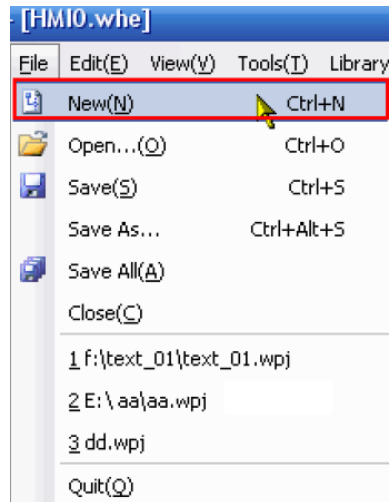 - [HMI0.whe]
File Edit(E) View(V) Tools(T) Library
New(N) Ctrl+N
Open...(O) Ctrl+O
Save(S) Ctrl+S
Save As... Ctrl+Alt+S
Save All(A)
Close(C)
1 f:\text_01\text_01.wpj
2 E:\ aa\aa.wpj
3 dd.wpj
Quit(Q)